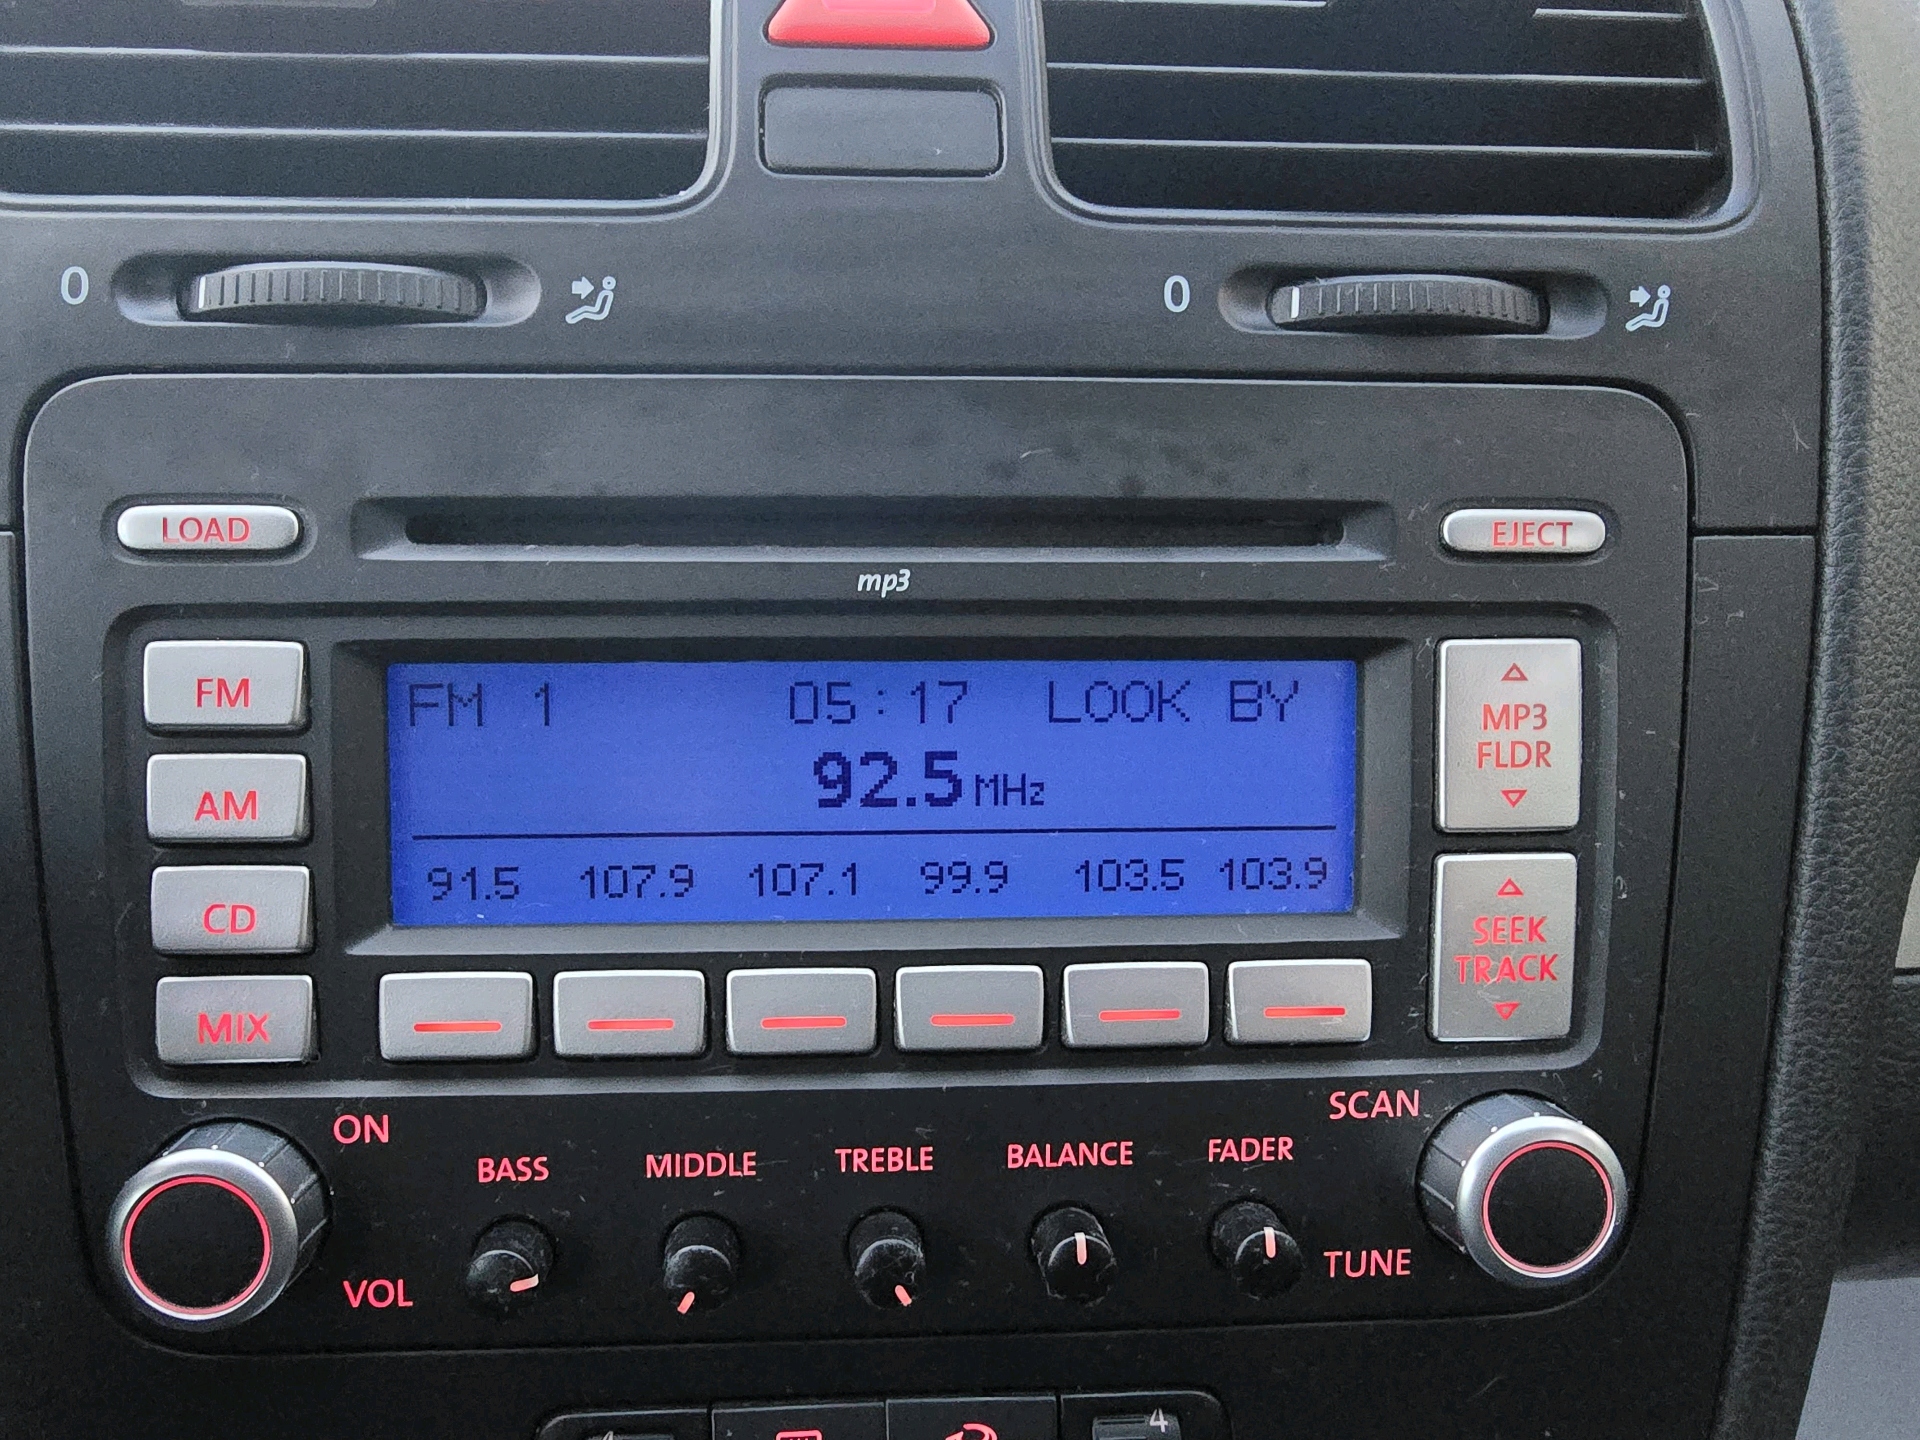 0
0
LOAD
EJECT
mp3
FM
AM
CD
MIX
FM 1 05:17 LOOK BY
92.5 MHz
91.5 107.9 107.1 99.9 103.5 103.9
MP3
FLDR
SEEK
TRACK
ON
SCAN
BASS MIDDLE TREBLE BALANCE FADER
VOL
TUNE
4